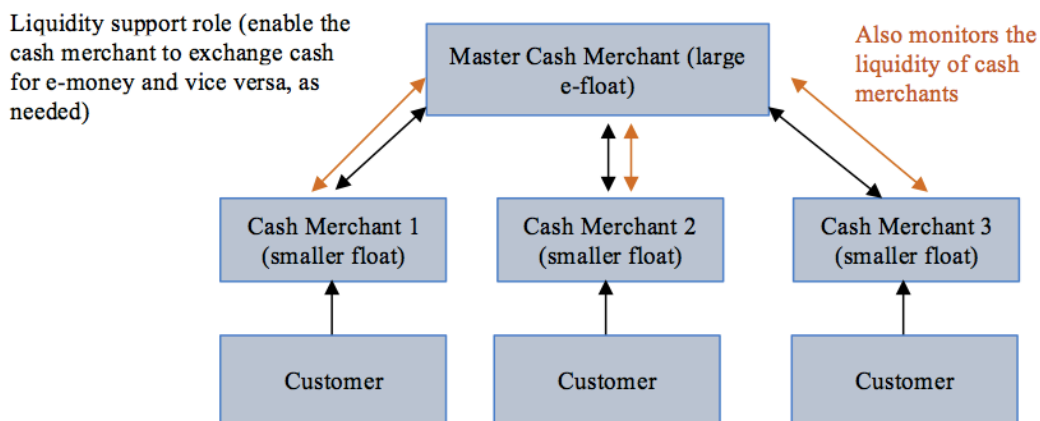 Liquidity support role (enable the
cash merchant to exchange cash
for e-money and vice versa, as
needed)
Master Cash Merchant (large
e-float)
Also monitors the
liquidity of cash
merchants
Cash Merchant 1
(smaller float)
Cash Merchant 2
(smaller float)
Cash Merchant 3
(smaller float)
Customer
Customer
Customer